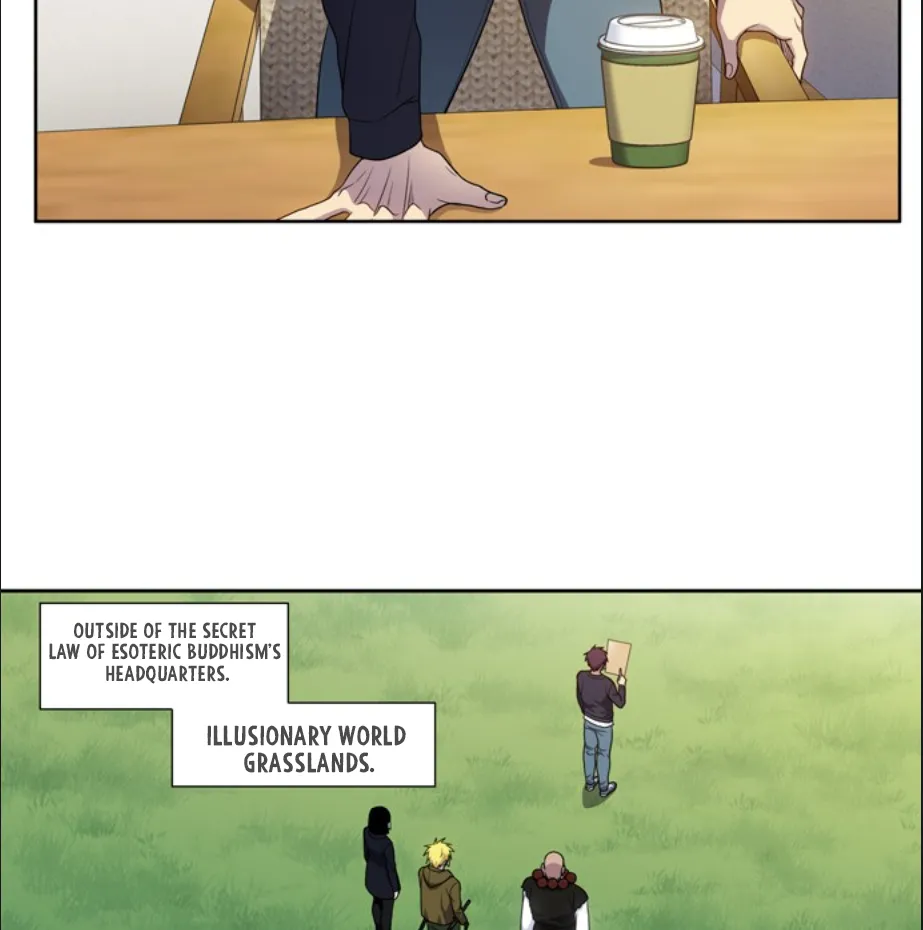 OUTSIDE OF THE SECRET
LAW OF ESOTERIC BUDDHISM'S
HEADQUARTERS.
ILLUSIONARY WORLD
GRASSLANDS.